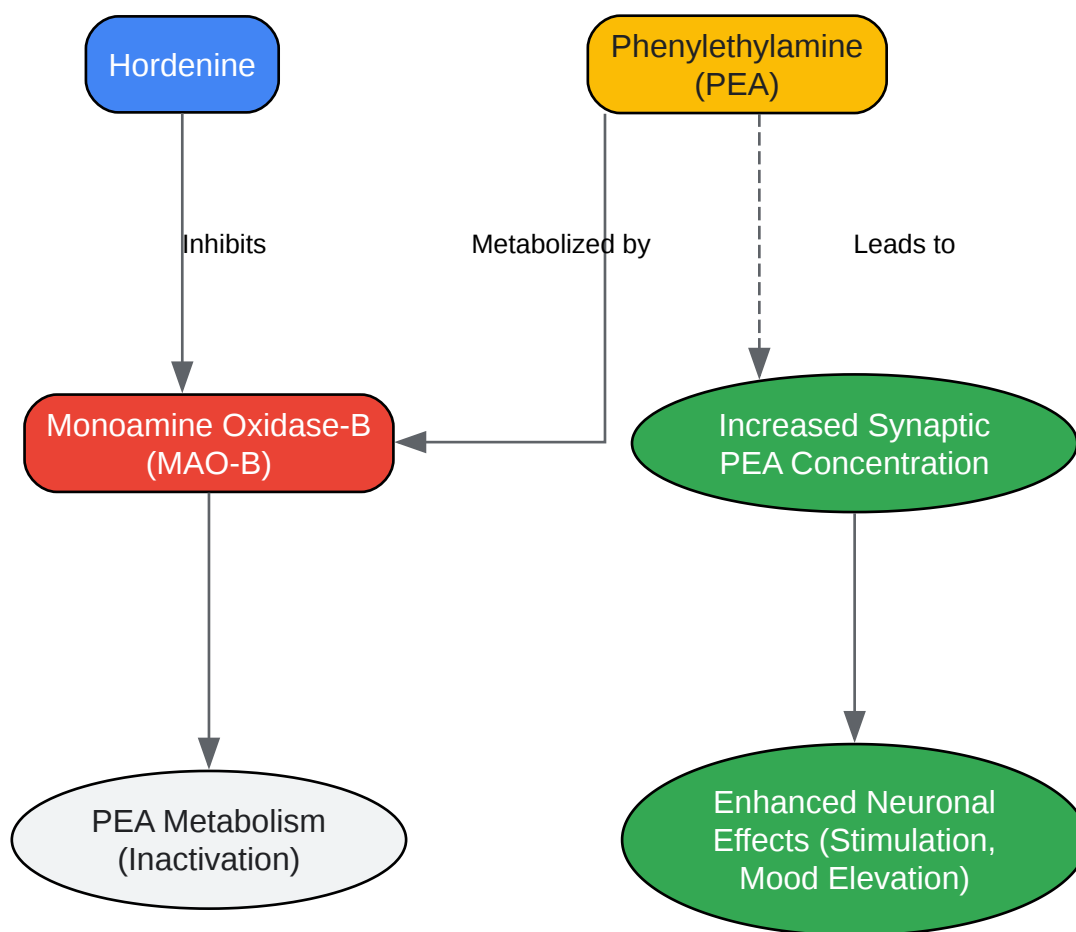 Hordenine
Phenylethylamine
(PEA)
Inhibits
Metabolized by
Leads to
Monoamine Oxidase-B
(MAO-B)
Increased Synaptic
PEA Concentration
PEA Metabolism
(Inactivation)
Enhanced Neuronal
Effects (Stimulation,
Mood Elevation)